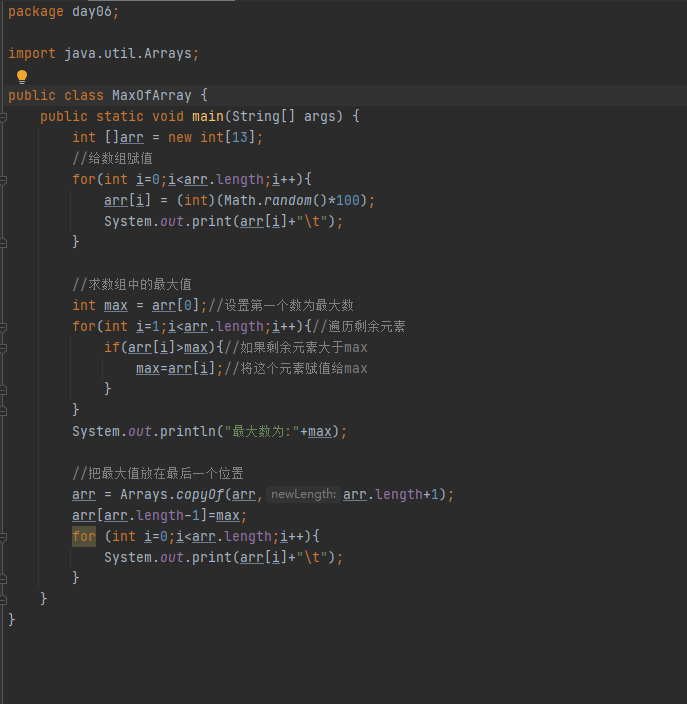 package day06;
import java.util.Arrays;
public class MaxOfArray {
public static void main(String[] args) {
int []arr = new int[13];
//给数组赋值
for(int i=0;i<arr.length;i++){
arr[i] = (int)(Math.random()*100);
System.out.print(arr[i]+"\t");
}
//求数组中的最大值
int max = arr[0];//设置第一个数为最大数
for(int i=1;i<arr.length;i++){//遍历剩余元素
if(arr[i]>max){//如果剩余元素大于max
max=arr[i];//将这个元素赋值给max
}
}
System.out.println("最大数为:"+max);
//把最大值放在最后一个位置
arr = Arrays.copyOf(arr, newLength: arr.length+1);
arr[arr.length-1]=max;
for (int i=0;i<arr.length;i++){
System.out.print(arr[i]+"\t");
}
}
}